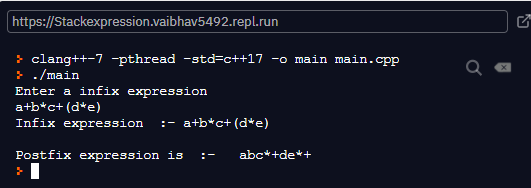 https://Stackexpression.vaibhav5492.repl.run
> clang++-7 -pthread -std=c++17 -o main main.cpp
> ./main
Enter a infix expression
a+b*c+(d*e)
Infix expression  :- a+b*c+(d*e)
Postfix expression is  :-   abc*+de*+
>